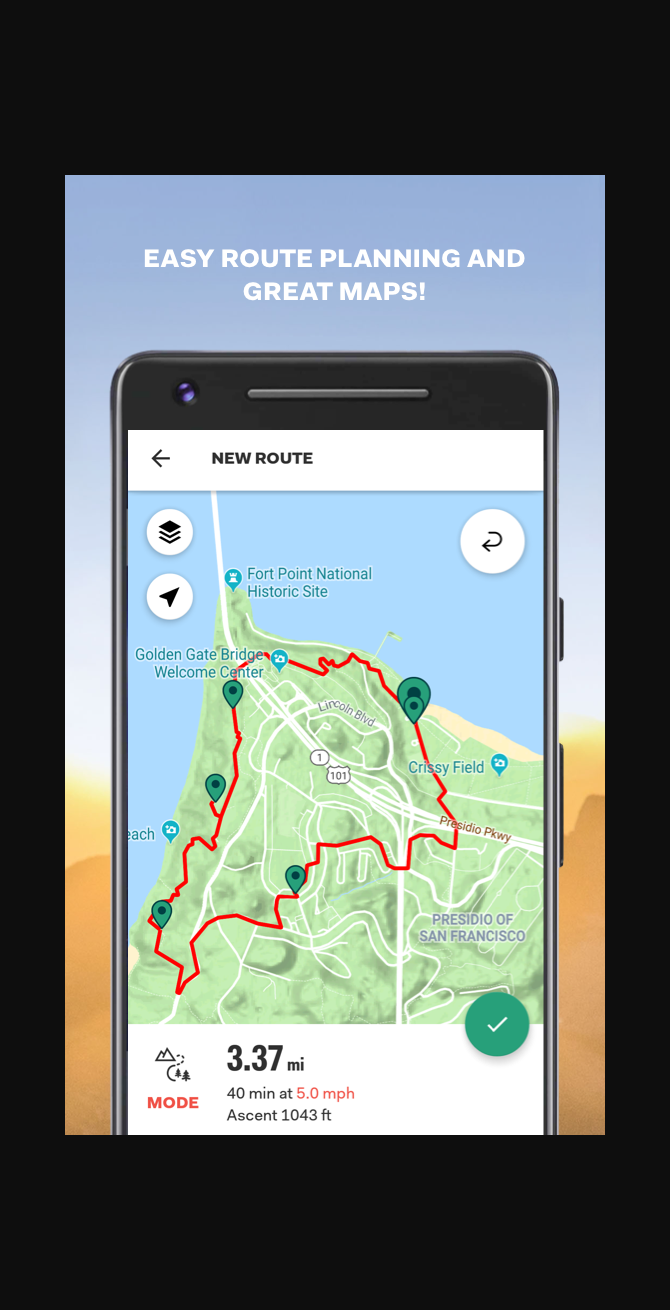 EASY ROUTE PLANNING AND
GREAT MAPS!
NEW ROUTE
Fort Point National
Historic Site
Golden Gate Bridge
Welcome Center
Lincoln Blvd
1
101
Crissy Field
Presidio Pkwy
each
PRESIDIO OF
SAN FRANCISCO
3.37 mi
40 min at 5.0 mph
MODE
Ascent 1043 ft